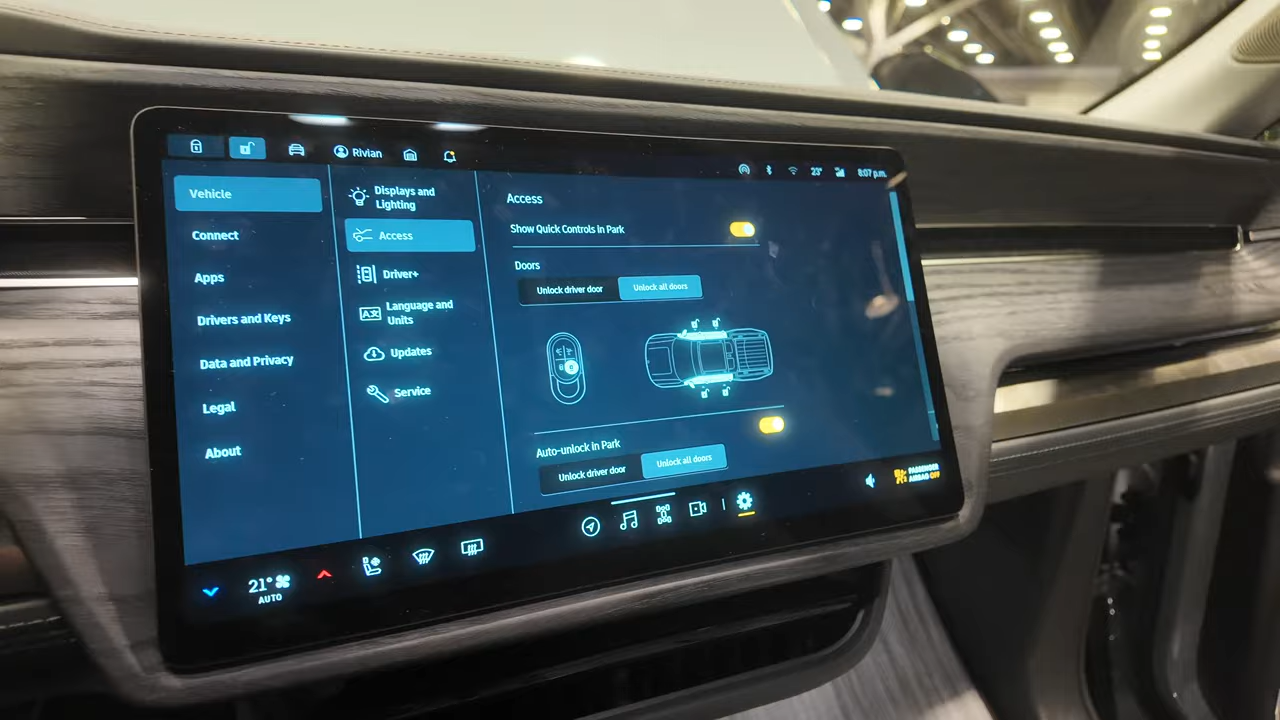 Rivian
23°
8:07 p.m.
Vehicle
Connect
Apps
Drivers and Keys
Data and Privacy
Legal
About
Displays and
Lighting
Access
Driver+
Language and
Units
Updates
Service
Access
Show Quick Controls in Park
Doors
Unlock driver door
Unlock all doors
Auto-unlock in Park
Unlock driver door
Unlock all doors
21°
AUTO
PASSENGER
AIRBAG OFF